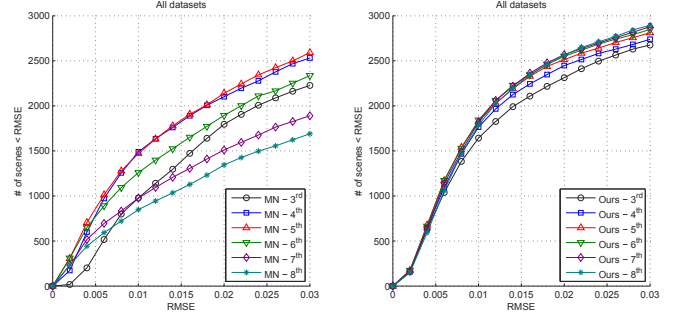 All datasets
3000
2500
2000
1500
1000
500
0
# of scenes < RMSE
0
0.005
0.01
0.015
0.02
0.025
0.03
RMSE
MN − 3rd
MN − 4th
MN − 5th
MN − 6th
MN − 7th
MN − 8th
All datasets
3000
2500
2000
1500
1000
500
0
# of scenes < RMSE
0
0.005
0.01
0.015
0.02
0.025
0.03
RMSE
Ours − 3rd
Ours − 4th
Ours − 5th
Ours − 6th
Ours − 7th
Ours − 8th